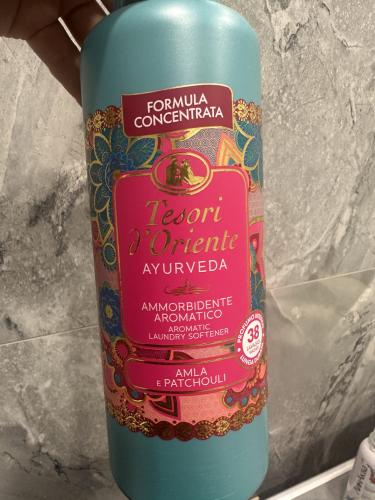 FORMULA
CONCENTRATA
Tesori
d'Oriente
AYURVEDA
AMMORBIDENTE
AROMATICO
AROMATIC
LAUNDRY SOFTENER
38
AMLA
E PATCHOULI